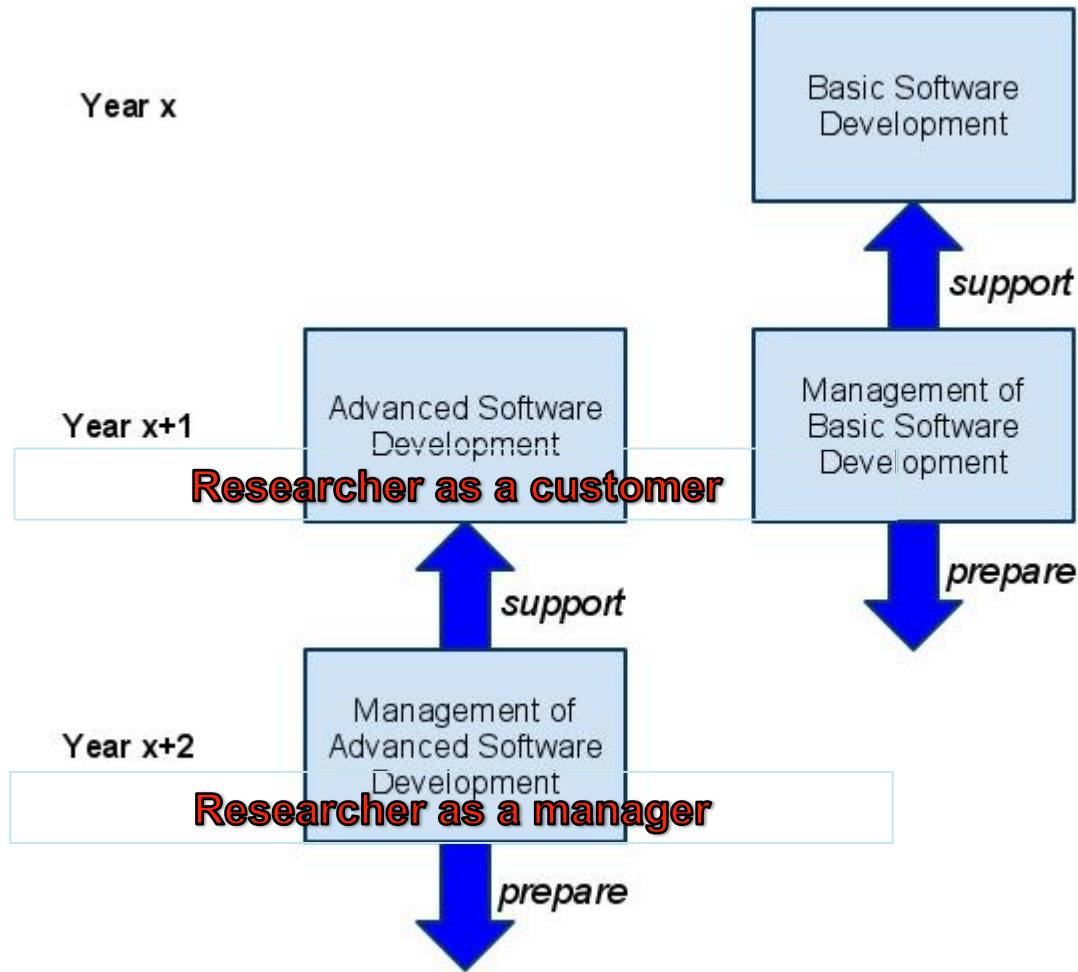 Year x
Basic Software
Development
support
Year x+1
Advanced Software
Development
Management of
Basic Software
Development
Researcher as a customer
support
prepare
Year x+2
Management of
Advanced Software
Development
Researcher as a manager
prepare